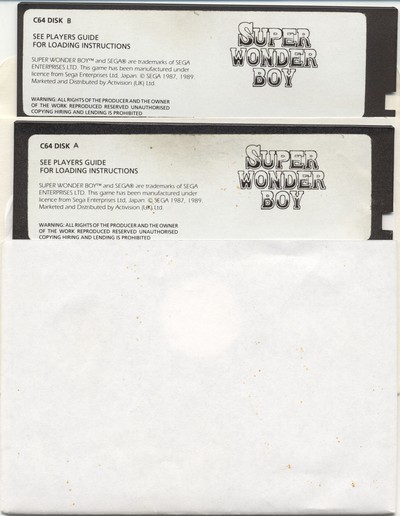 C64 DISK B
SEE PLAYERS GUIDE
FOR LOADING INSTRUCTIONS
SUPER WONDER BOY™ and SEGA® are trademarks of SEGA
ENTERPRISES LTD. This game has been manufactured under
licence from Sega Enterprises Ltd. Japan. © SEGA 1987, 1989.
Marketed and Distributed by Activision (UK) Ltd.
WARNING: ALL RIGHTS OF THE PRODUCER AND THE OWNER
OF THE WORK REPRODUCED RESERVED UNAUTHORISED
COPYING HIRING AND LENDING IS PROHIBITED
SUPER
WONDER
BOY
C64 DISK A
SEE PLAYERS GUIDE
FOR LOADING INSTRUCTIONS
SUPER WONDER BOY™ and SEGA® are trademarks of SEGA
ENTERPRISES LTD. This game has been manufactured under
licence from Sega Enterprises Ltd. Japan. © SEGA 1987, 1989.
Marketed and Distributed by Activision (UK) Ltd.
WARNING: ALL RIGHTS OF THE PRODUCER AND THE OWNER
OF THE WORK REPRODUCED RESERVED UNAUTHORISED
COPYING HIRING AND LENDING IS PROHIBITED
SUPER
WONDER
BOY